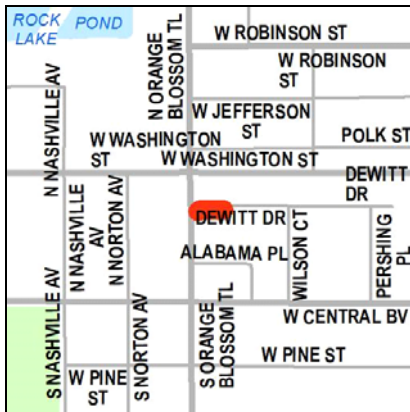 ROCK POND
LAKE
W ROBINSON ST
N ORANGE
BLOSSOM TL
W ROBINSON
ST
N NASHVILLE AV
W JEFFERSON
ST
W WASHINGTON
ST
POLK ST
W WASHINGTON ST
DEWITT
DR
N NASHVILLE
AV
N NORTON AV
DEWITT DR
ALABAMA PL
WILSON CT
PERSHING
PL
S NASHVILLE AV
S NORTON AV
S ORANGE
BLOSSOM TL
W CENTRAL BV
W PINE ST
W PINE
ST